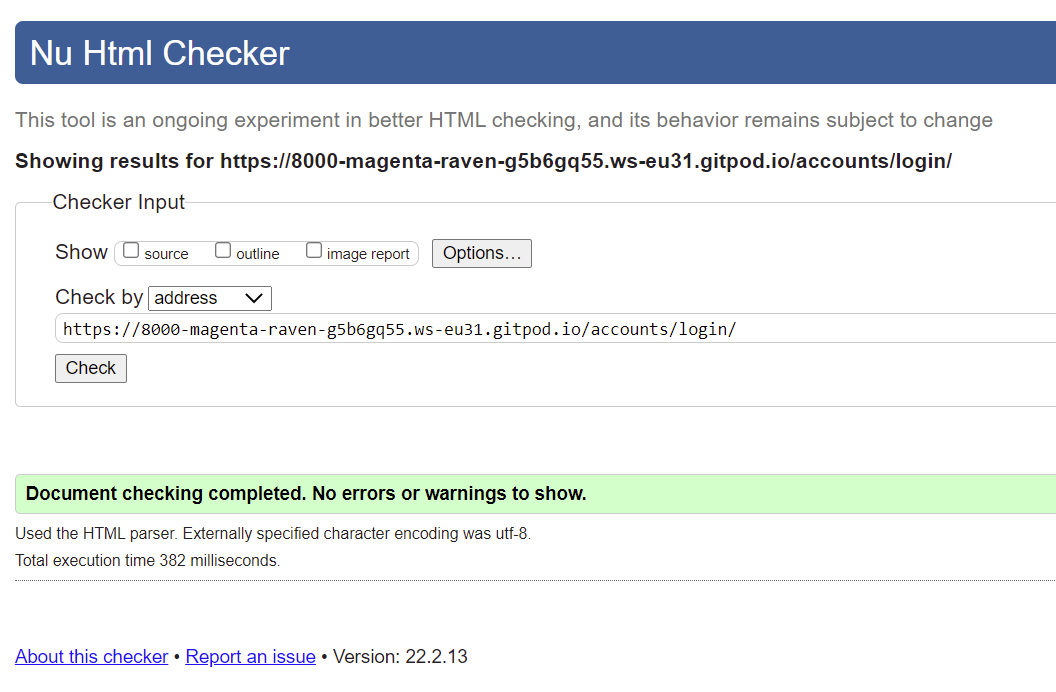 Nu Html Checker
This tool is an ongoing experiment in better HTML checking, and its behavior remains subject to change
Showing results for https://8000-magenta-raven-g5b6gq55.ws-eu31.gitpod.io/accounts/login/
Checker Input
Show source outline image report Options...
Check by address
https://8000-magenta-raven-g5b6gq55.ws-eu31.gitpod.io/accounts/login/
Check
Document checking completed. No errors or warnings to show.
Used the HTML parser. Externally specified character encoding was utf-8.
Total execution time 382 milliseconds.
About this checker • Report an issue • Version: 22.2.13